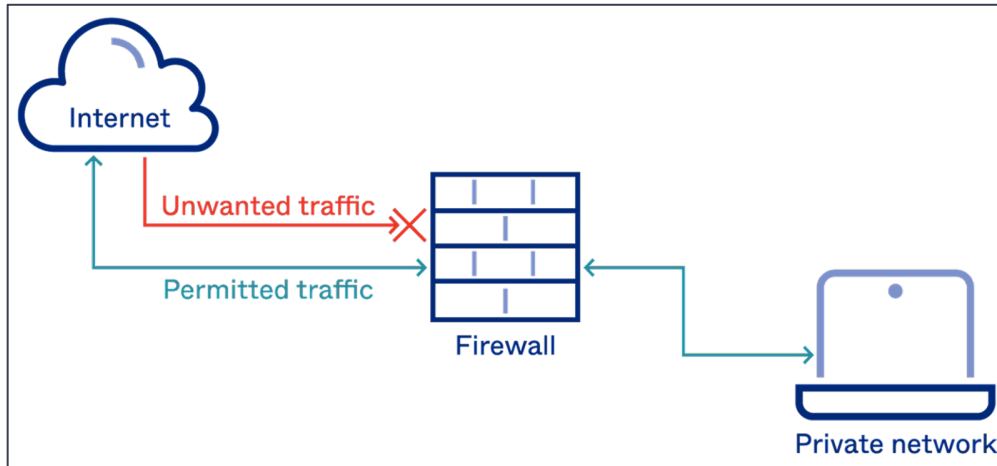 Internet
Unwanted traffic
Permitted traffic
Firewall
Private network